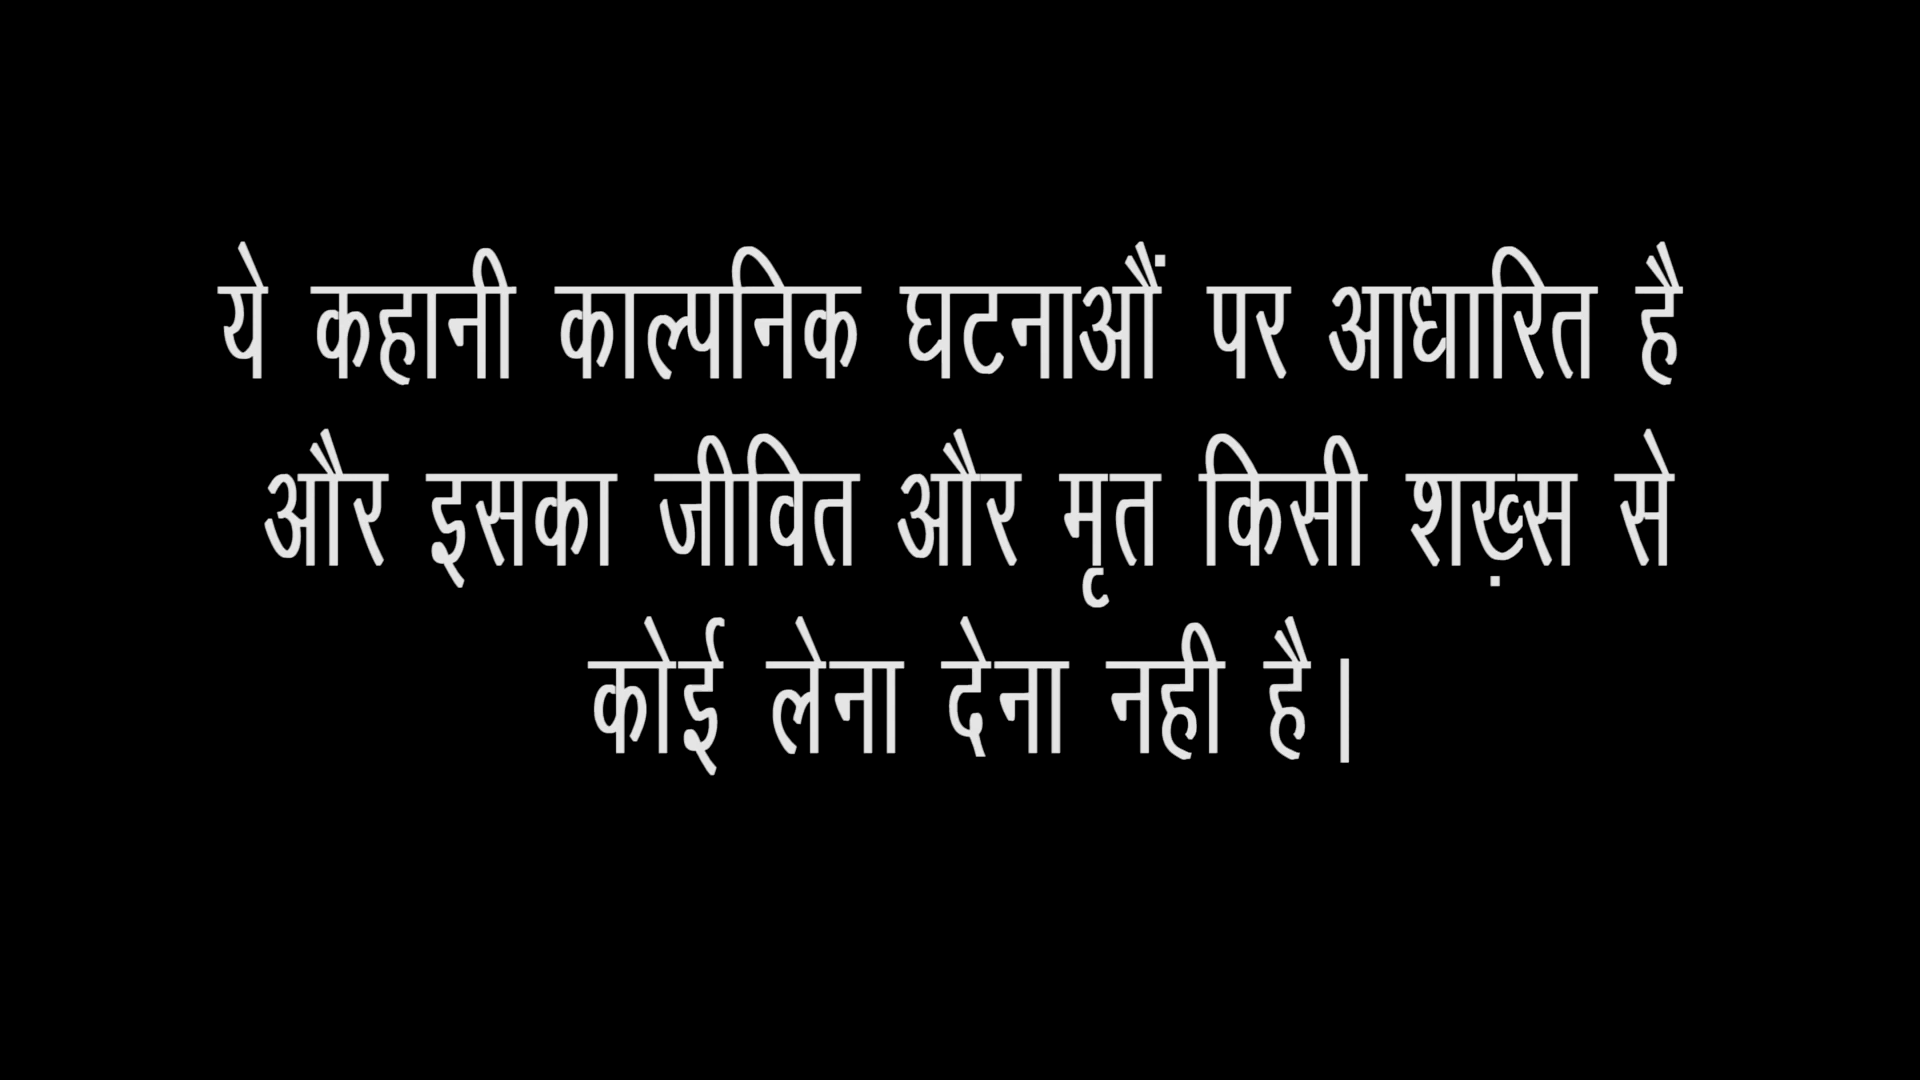 ये कहानी काल्पनिक घटनाऔं पर आधारित है
और इसका जीवित और मृत किसी शख़्स से
कोई लेना देना नही है।